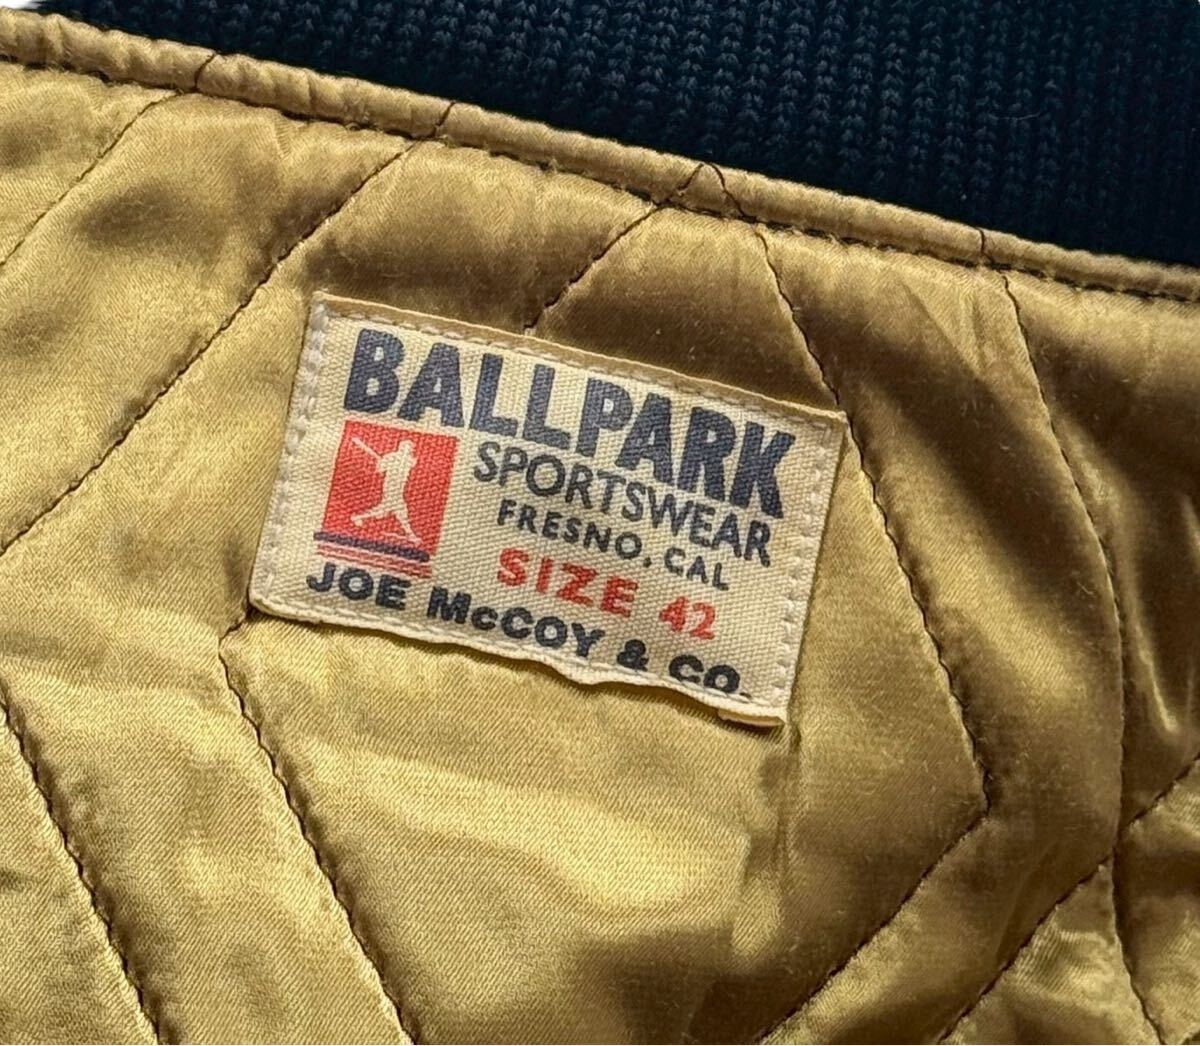 BALLPARK
SPORTSWEAR
FRESNO, CAL
SIZE 42
JOE McCOY & CO.